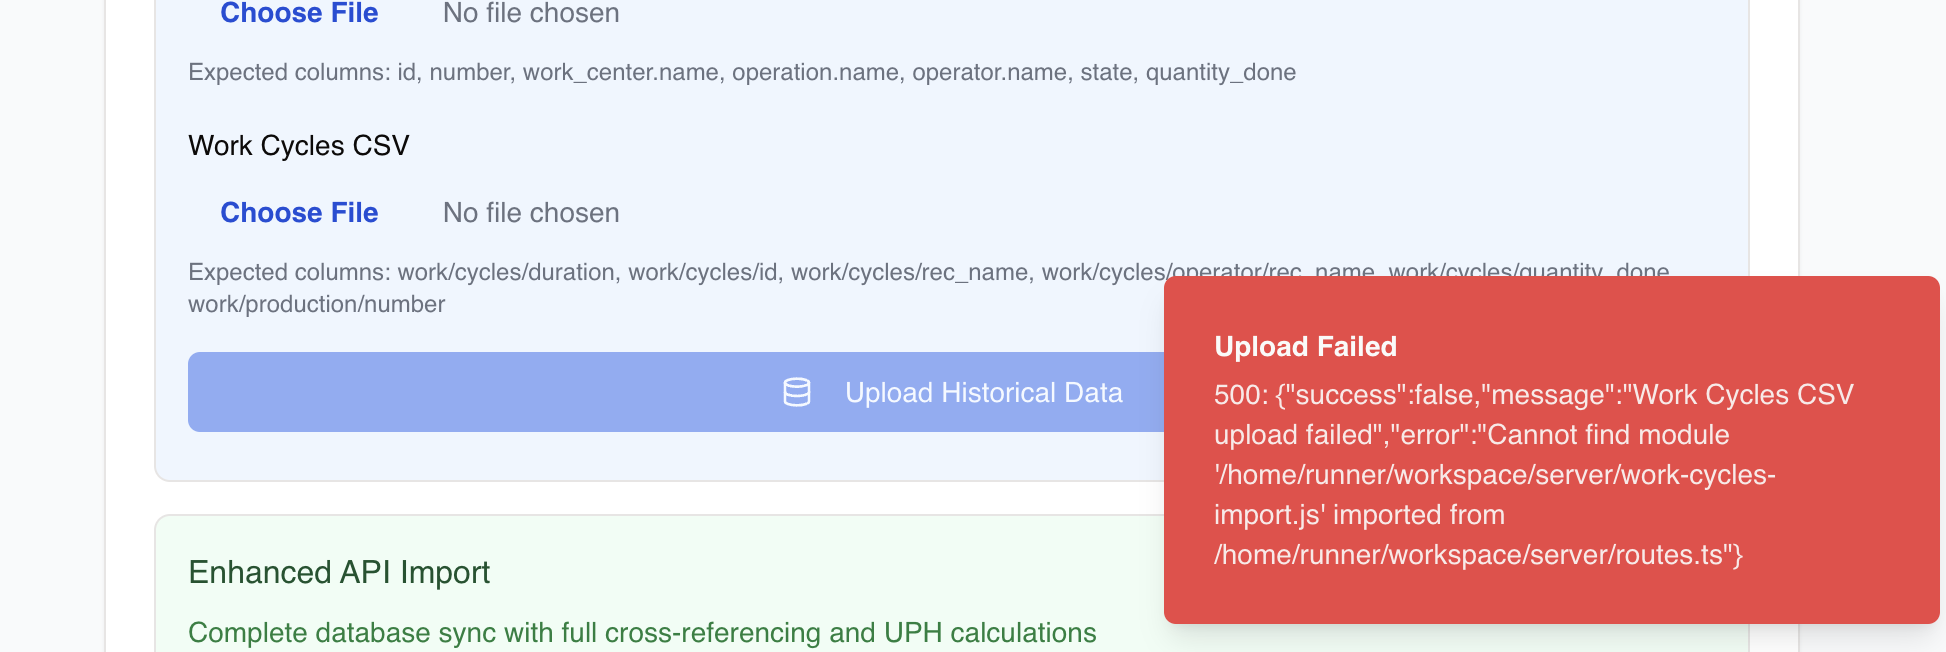 Choose File No file chosen
Expected columns: id, number, work_center.name, operation.name, operator.name, state, quantity_done
Work Cycles CSV
Choose File No file chosen
Expected columns: work/cycles/duration, work/cycles/id, work/cycles/rec_name, work/cycles/operator/rec_name, work/cycles/quantity_done
work/production/number
Upload Historical Data
Upload Failed
500: {"success":false,"message":"Work Cycles CSV
upload failed","error":"Cannot find module
'/home/runner/workspace/server/work-cycles-
import.js' imported from
/home/runner/workspace/server/routes.ts"}
Enhanced API Import
Complete database sync with full cross-referencing and UPH calculations